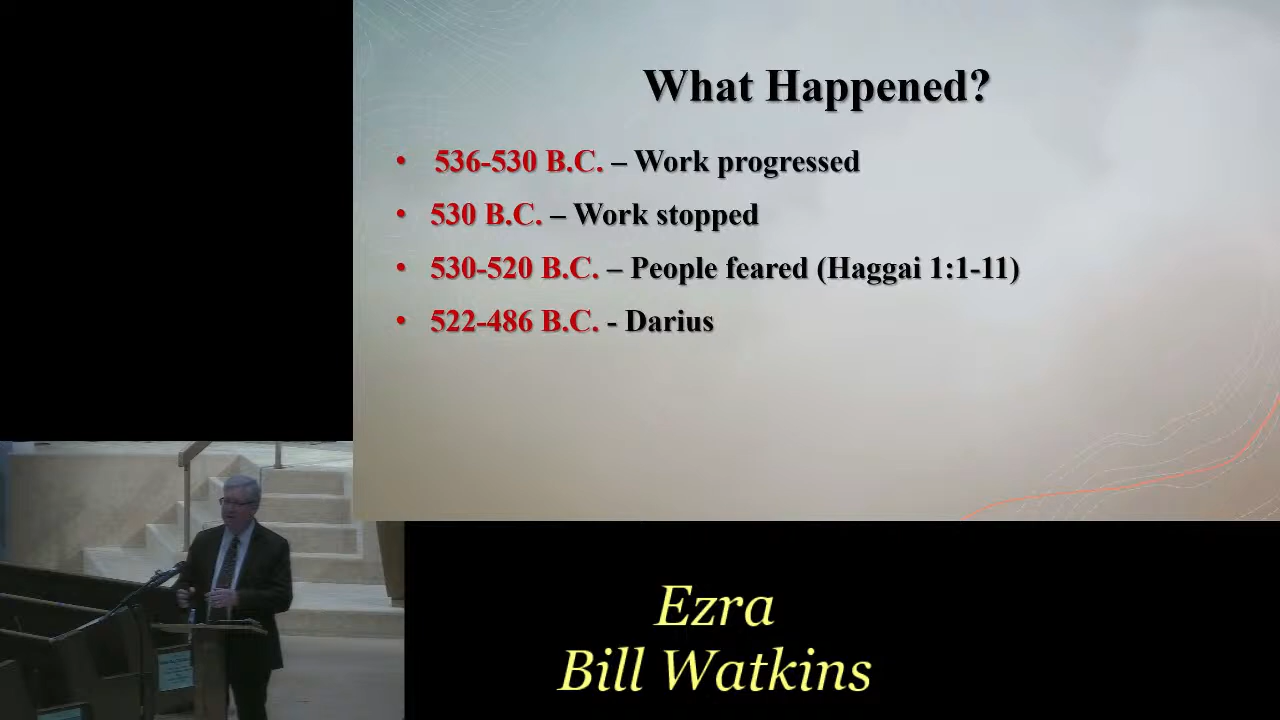 What Happened?
• 536-530 B.C. – Work progressed
• 530 B.C. – Work stopped
• 530-520 B.C. – People feared (Haggai 1:1-11)
• 522-486 B.C. - Darius
Ezra
Bill Watkins